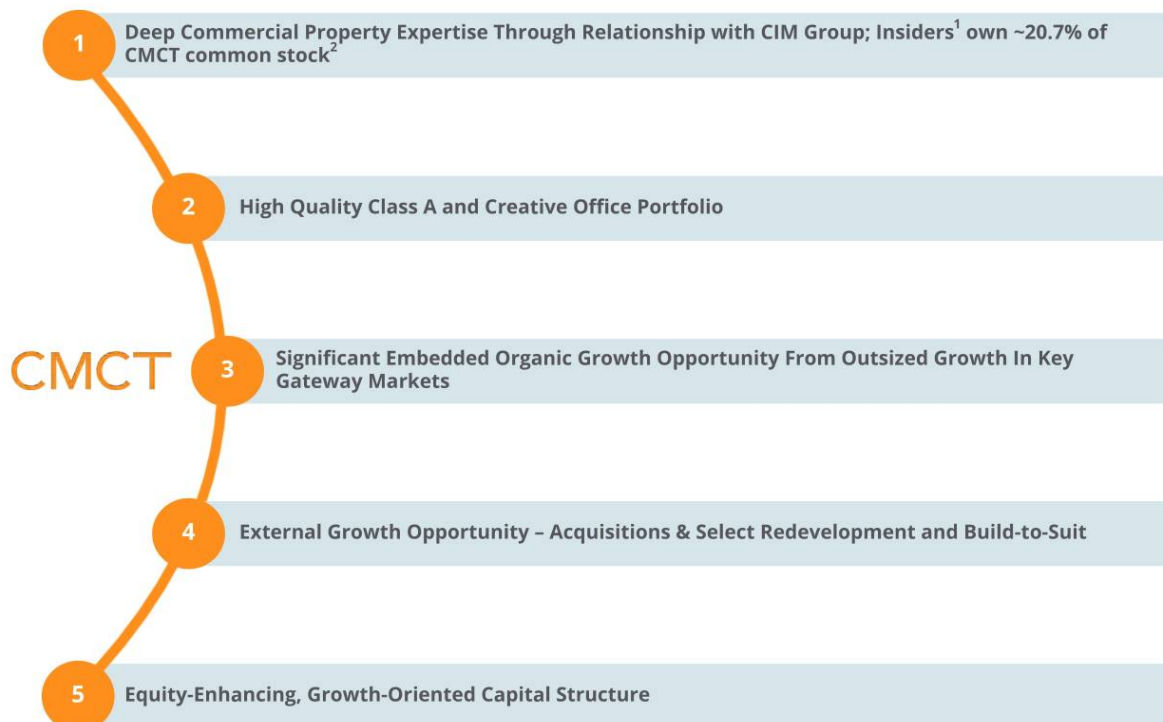 1
Deep Commercial Property Expertise Through Relationship with CIM Group; Insiders¹ own ~20.7% of
CMCT common stock²
2
High Quality Class A and Creative Office Portfolio
CMCT
3
Significant Embedded Organic Growth Opportunity From Outsized Growth In Key
Gateway Markets
4
External Growth Opportunity – Acquisitions & Select Redevelopment and Build-to-Suit
5
Equity-Enhancing, Growth-Oriented Capital Structure